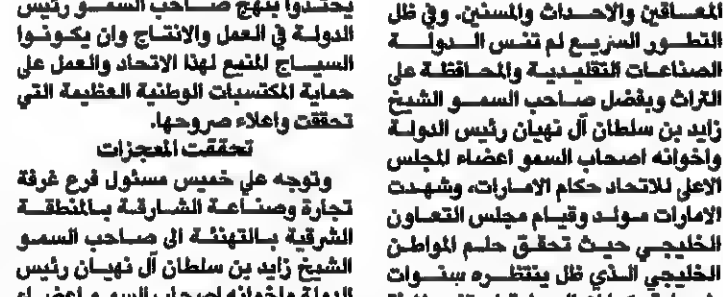 المعاقين والاحداث والمسنين. وفي ظل
التطور السريع لم تنس الدولة
الصناعات التقليدية والمحافظة على
التراث وبفضل صاحب السمو الشيخ
زايد بن سلطان آل نهيان رئيس الدولة
واخوانه اصحاب السمو اعضاء المجلس
الاعلى للاتحاد حكام الامارات، وشهدت
الامارات مولد وقيام مجلس التعاون
الخليجي حيث تحقق حلم المواطن
الخليجي الذي ظل ينتظره سنوات
يحتذوا بنهج صاحب السمو رئيس
الدولة في العمل والانتاج وان يكونوا
السياج المنيع لهذا الاتحاد والعمل على
حماية المكتسبات الوطنية العظيمة التي
تحققت واعلاء صروحها.
تحققت المعجزات
وتوجه علي خميس مسئول فرع غرفة
تجارة وصناعة الشارقة بالمنطقة
الشرقية بالتهنئة الى صاحب السمو
الشيخ زايد بن سلطان آل نهيان رئيس
الدولة واخوانه اصحاب السمو اعضاء